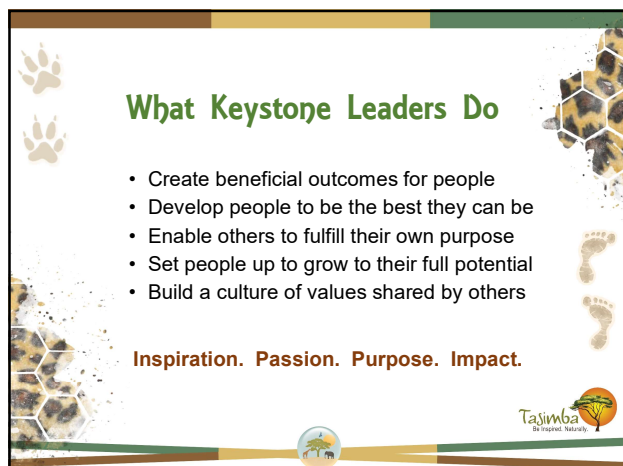 What Keystone Leaders Do
• Create beneficial outcomes for people
• Develop people to be the best they can be
• Enable others to fulfill their own purpose
• Set people up to grow to their full potential
• Build a culture of values shared by others
Inspiration. Passion. Purpose. Impact.
Tasimba
Be Inspired. Naturally.